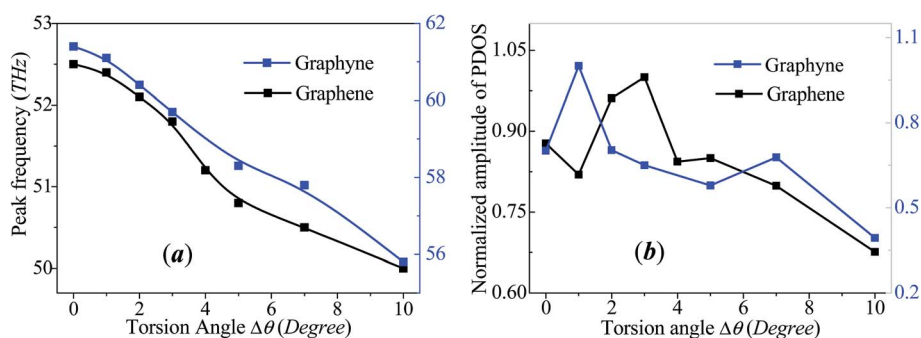 53
52
51
50
Peak frequency (THz)
62
60
58
56
Graphyne
Graphene
(a)
0 2 4 6 8 10
Torsion Angle Δθ (Degree)
1.05
0.90
0.75
0.60
Normalized amplitude of PDOS
1.1
0.8
0.5
0.2
Graphyne
Graphene
(b)
0 2 4 6 8 10
Torsion angle Δθ (Degree)